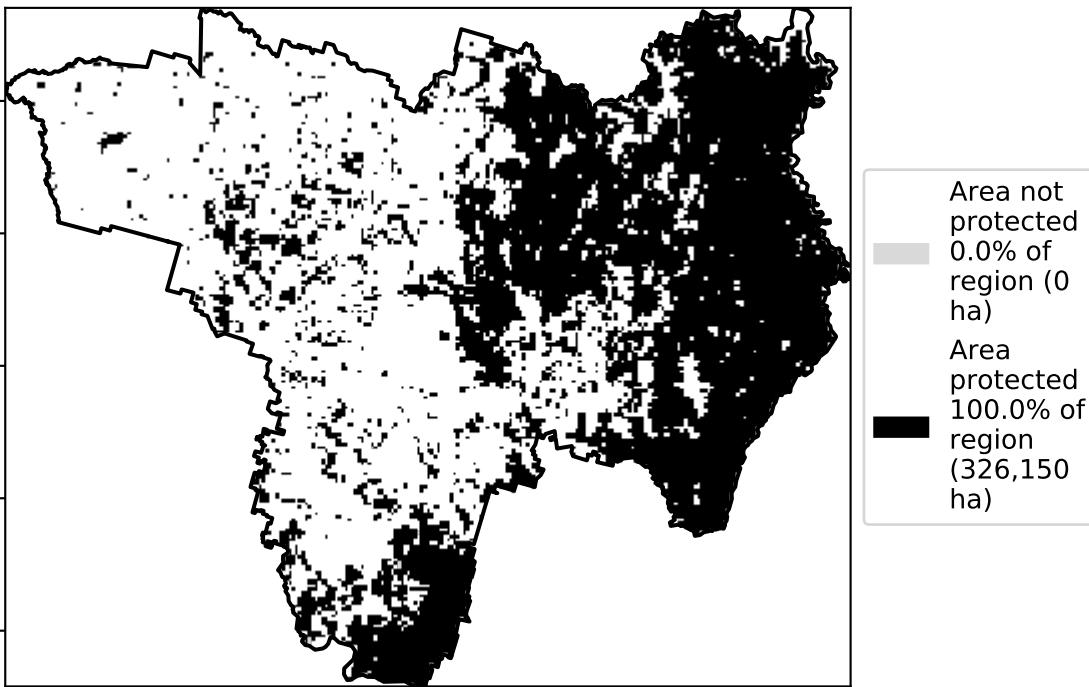 Area not
protected
0.0% of
region (0
ha)
Area
protected
100.0% of
region
(326,150
ha)